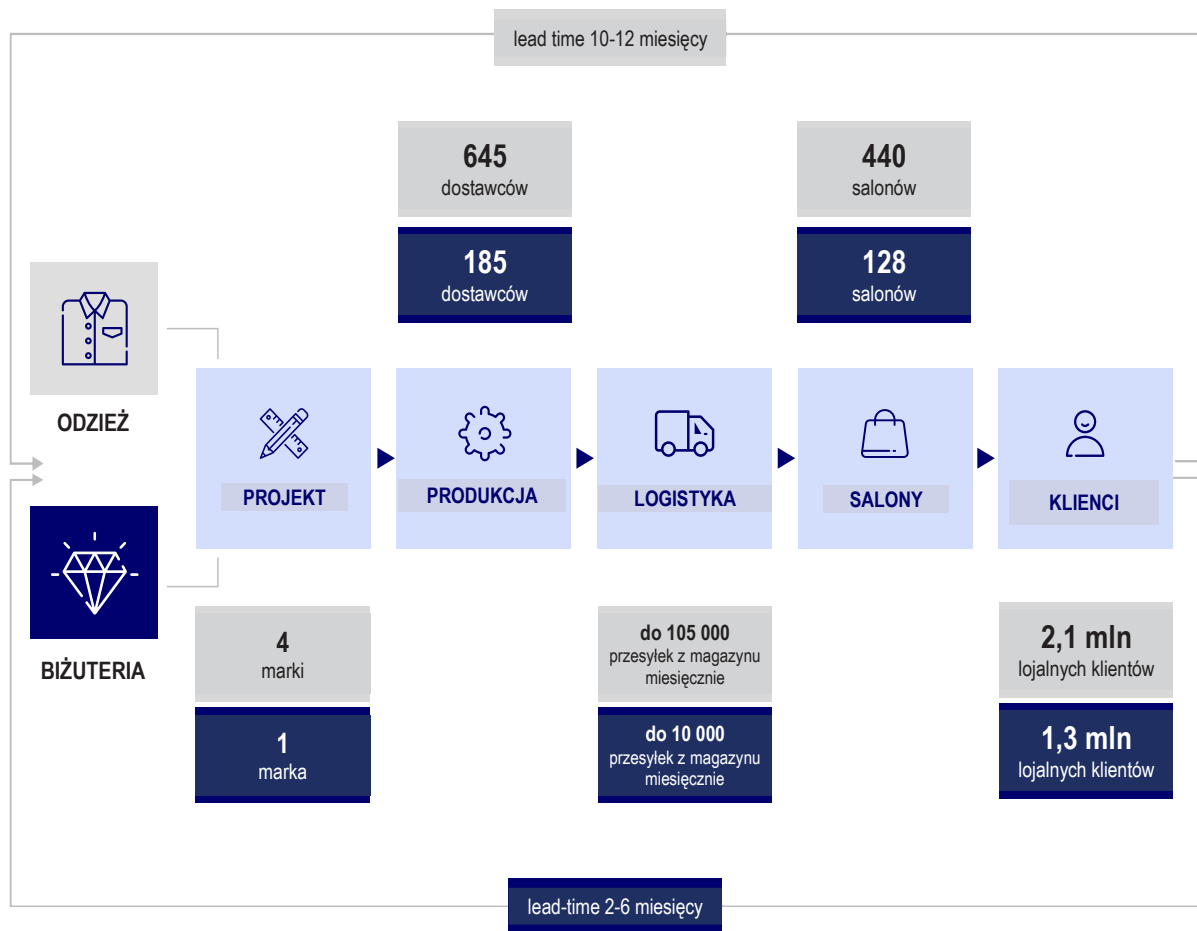 lead time 10-12 miesięcy
645
dostawców
440
salonów
185
dostawców
128
salonów
ODZIEŻ
PROJEKT
PRODUKCJA
LOGISTYKA
SALONY
KLIENCI
BIŻUTERIA
4
marki
do 105 000
przesyłek z magazynu
miesięcznie
2,1 mln
lojalnych klientów
1
marka
do 10 000
przesyłek z magazynu
miesięcznie
1,3 mln
lojalnych klientów
lead-time 2-6 miesięcy